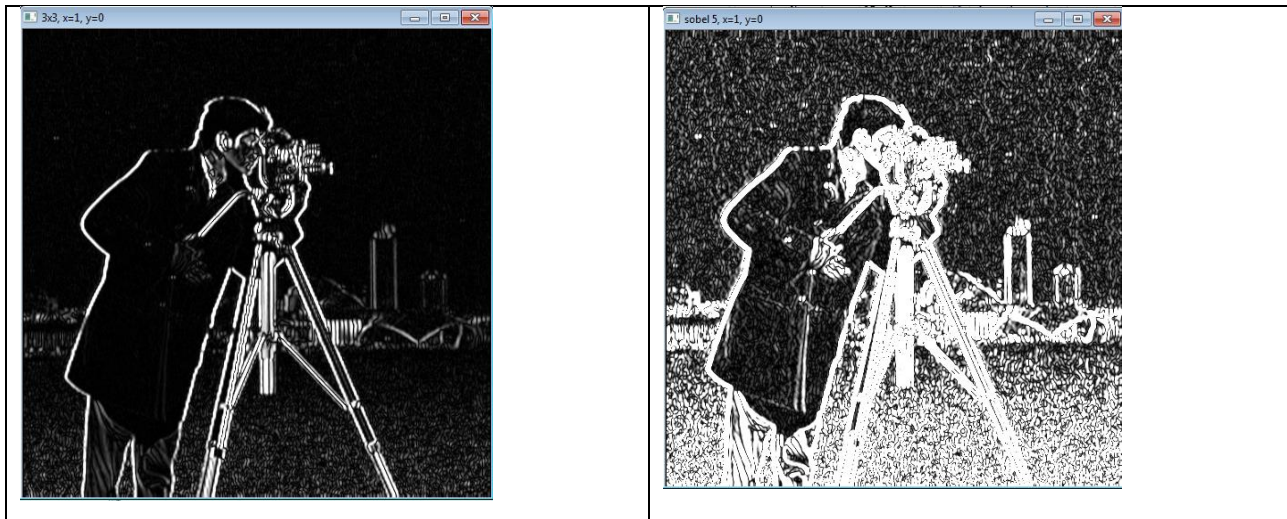 3x3, x=1, y=0
sobel 5, x=1, y=0